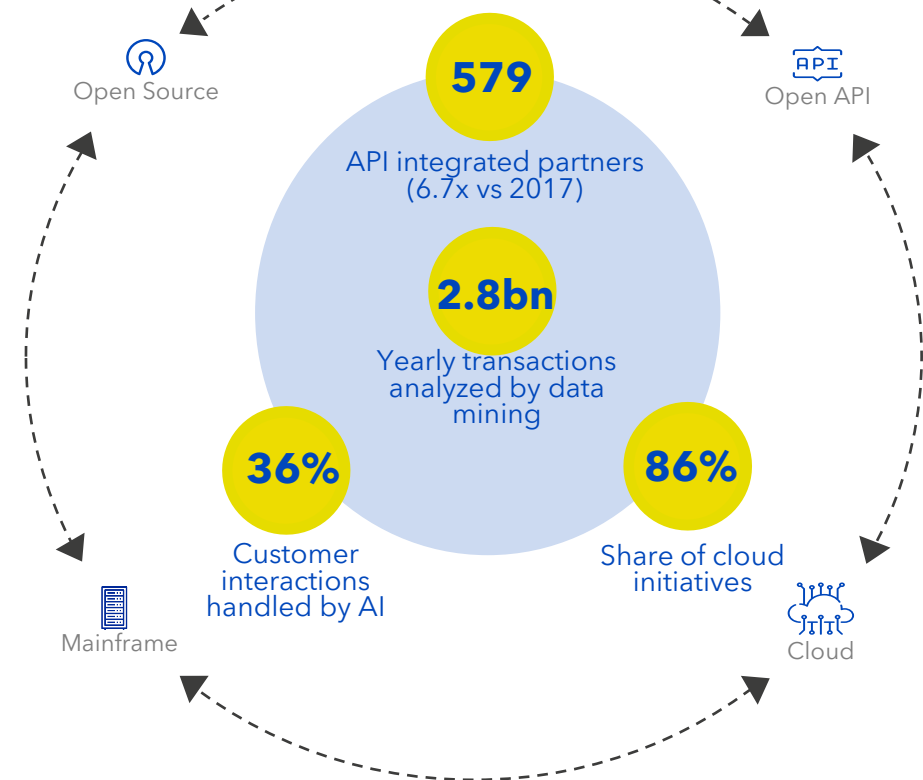 Open Source
API
Open API
579
API integrated partners
(6.7x vs 2017)
2.8bn
Yearly transactions
analyzed by data
mining
36%
Customer
interactions
handled by AI
86%
Share of cloud
initiatives
Mainframe
Cloud